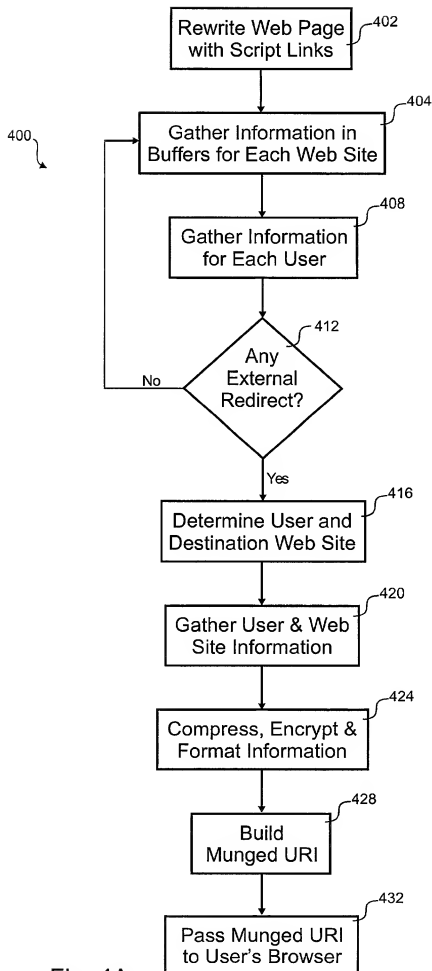 Rewrite Web Page
with Script Links
402
404
400
Gather Information in
Buffers for Each Web Site
408
Gather Information
for Each User
412
Any
External
Redirect?
No
Yes
416
Determine User and
Destination Web Site
420
Gather User & Web
Site Information
424
Compress, Encrypt &
Format Information
428
Build
Munged URI
432
Pass Munged URI
to User's Browser